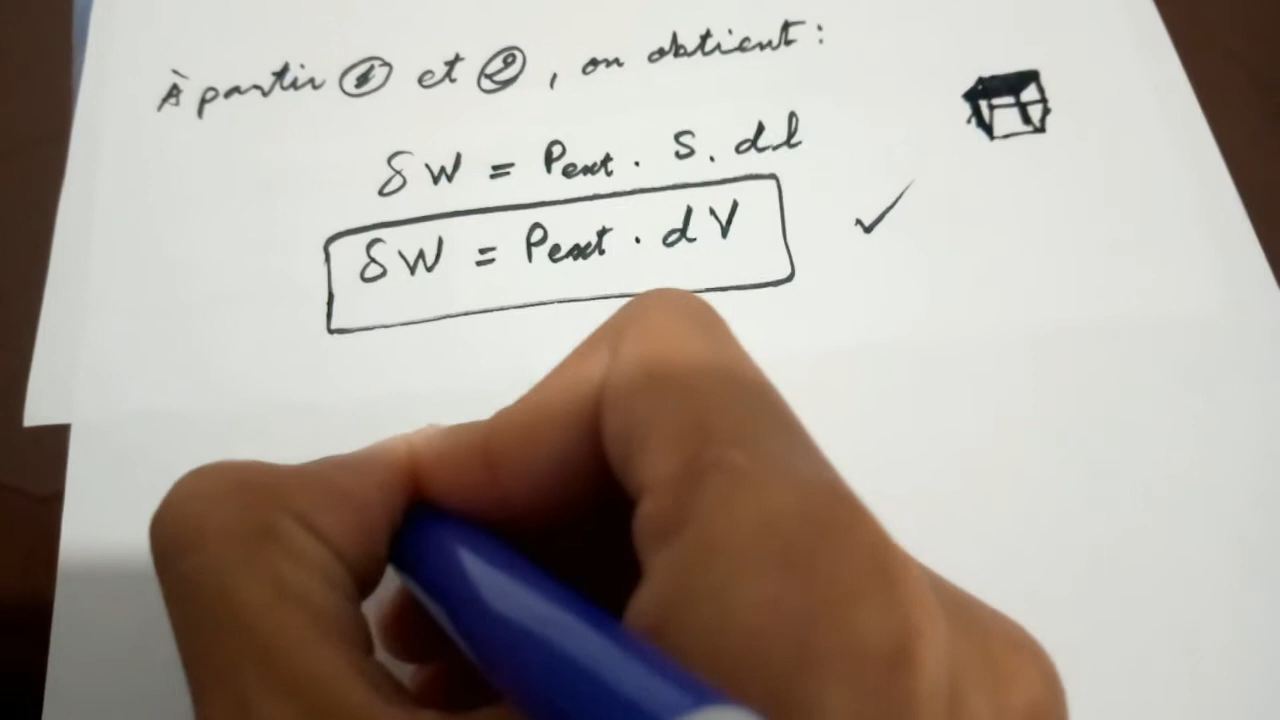 À partir ① et ②, on obtient :
δW = Pext . S . dl
δW = Pext . dV ✓